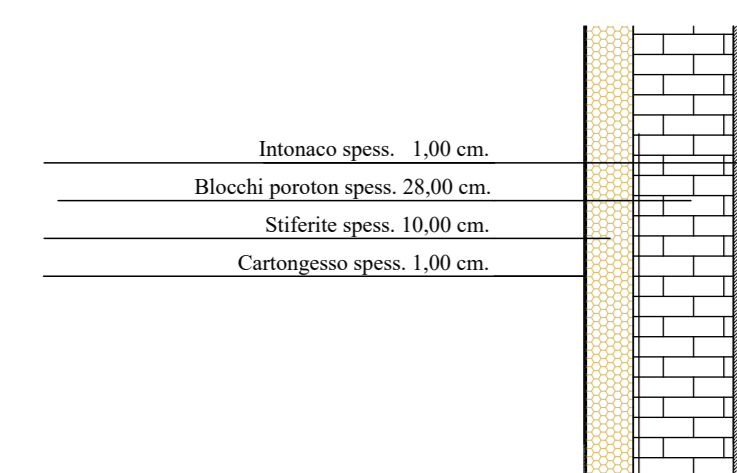 Intonaco spess. 1,00 cm.
Blocchi poroton spess. 28,00 cm.
Stiferite spess. 10,00 cm.
Cartongesso spess. 1,00 cm.